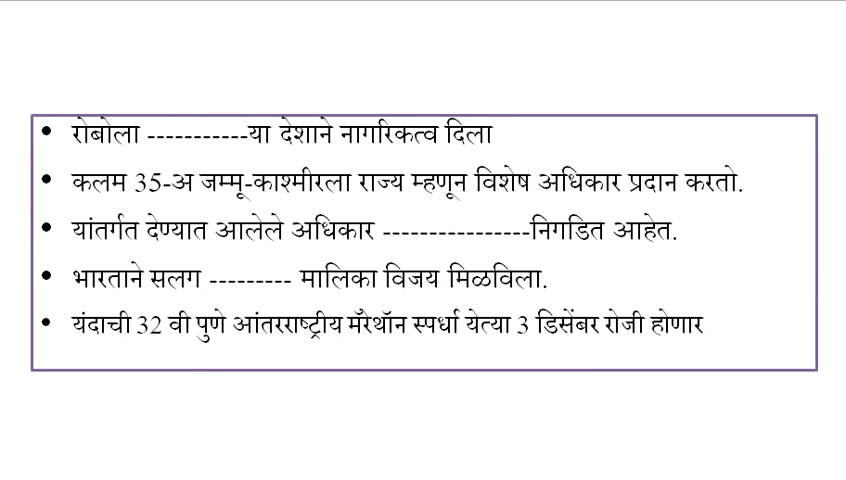 • रोबोला -----------या देशाने नागरिकत्व दिला
• कलम 35-अ जम्मू-काश्मीरला राज्य म्हणून विशेष अधिकार प्रदान करतो.
• यांतर्गत देण्यात आलेले अधिकार ----------------निगडित आहेत.
• भारताने सलग --------- मालिका विजय मिळविला.
• यंदाची 32 वी पुणे आंतरराष्ट्रीय मॅरेथॉन स्पर्धा येत्या 3 डिसेंबर रोजी होणार